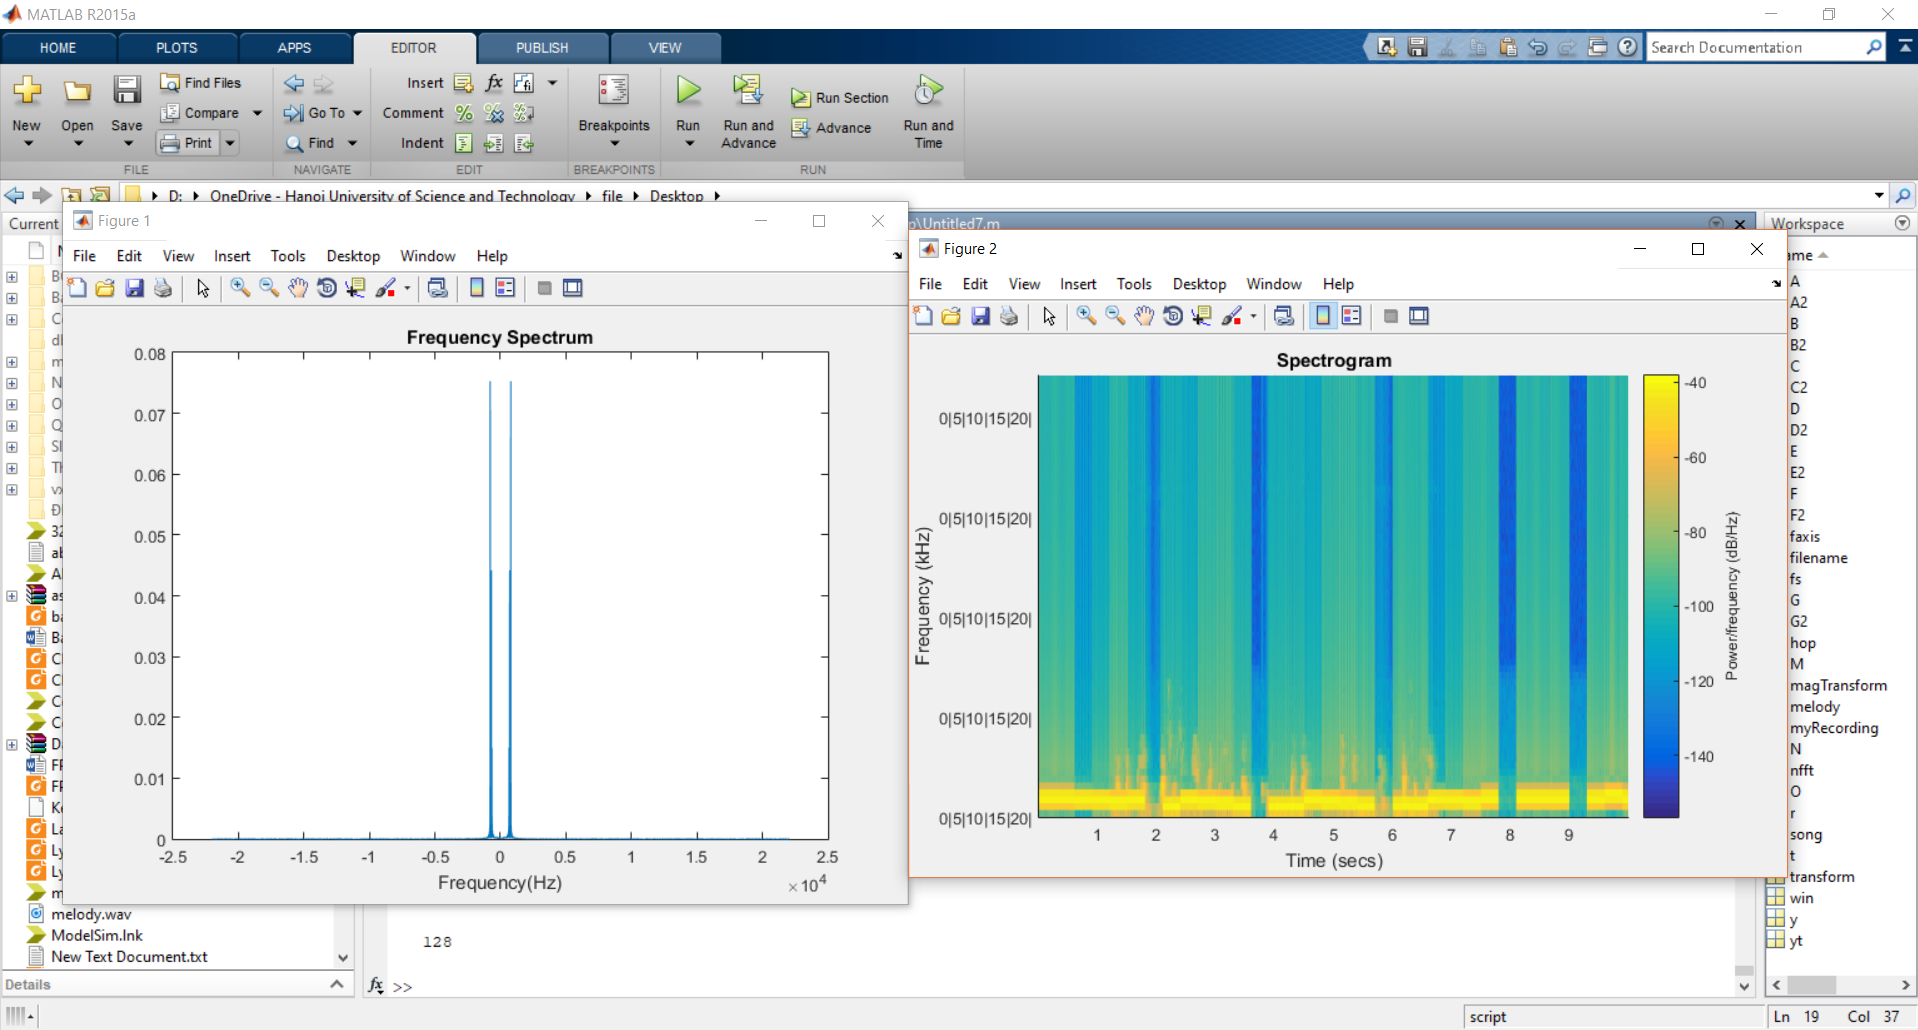 MATLAB R2015a
HOME PLOTS APPS EDITOR PUBLISH VIEW
Search Documentation
New Open Save
Find Files
Compare
Print
FILE
Go To
Find
NAVIGATE
Insert fx
Comment
Indent
EDIT
Breakpoints
BREAKPOINTS
Run
Run and
Advance
Run Section
Advance
Run and
Time
RUN
D: OneDrive - Hanoi University of Science and Technology file Desktop
Current
Figure 1
File Edit View Insert Tools Desktop Window Help
Frequency Spectrum
0.08
0.07
0.06
0.05
0.04
0.03
0.02
0.01
0
-2.5 -2 -1.5 -1 -0.5 0 0.5 1 1.5 2 2.5
×10⁴
Frequency(Hz)
p\Untitled7.m
Figure 2
File Edit View Insert Tools Desktop Window Help
Spectrogram
0|5|10|15|20|
0|5|10|15|20|
0|5|10|15|20|
0|5|10|15|20|
0|5|10|15|20|
Frequency (kHz)
1 2 3 4 5 6 7 8 9
Time (secs)
-40
-60
-80
-100
-120
-140
Power/frequency (dB/Hz)
Workspace
A
A2
B
B2
C
C2
D
D2
E
E2
F
F2
faxis
filename
fs
G
G2
hop
M
magTransform
melody
myRecording
N
nfft
O
r
song
t
transform
win
y
yt
melody.wav
ModelSim.lnk
New Text Document.txt
Details
128
fx >>
script
Ln 19 Col 37